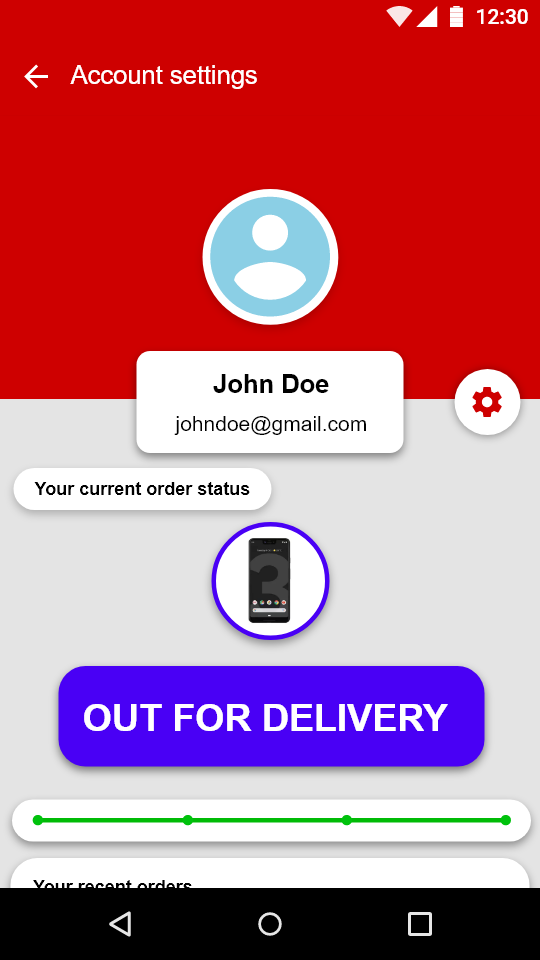 12:30
Account settings
John Doe
johndoe@gmail.com
Your current order status
OUT FOR DELIVERY
Your recent orders